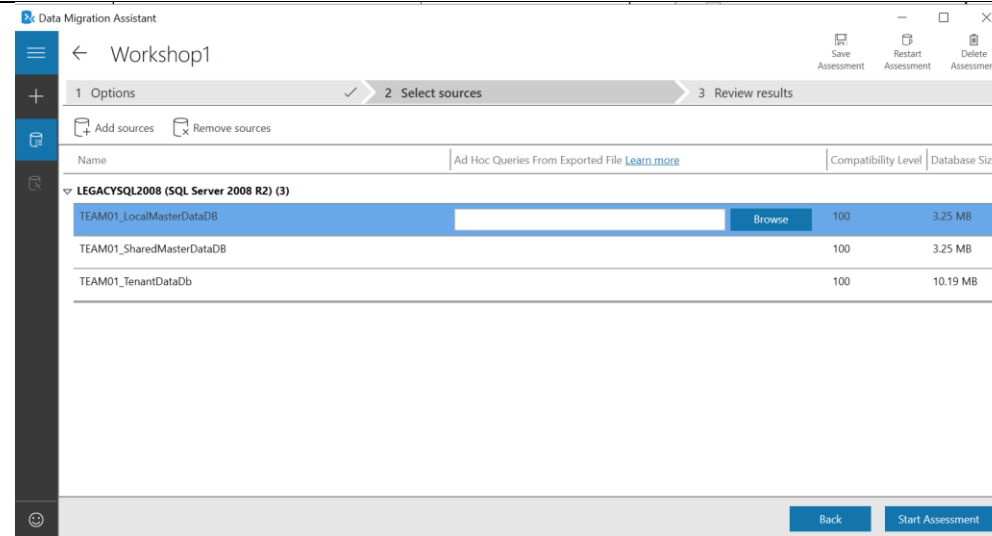 Data Migration Assistant
Workshop1
Save Assessment
Restart Assessment
Delete
1 Options
2 Select sources
3 Review results
Add sources
Remove sources
Name
Ad Hoc Queries From Exported File Learn more
Compatibility Level
Database
LEGACYSQL2008 (SQL Server 2008 R2) (3)
TEAM01_LocalMasterDataDB
Browse
100
3.25 MB
TEAM01_SharedMasterDataDB
100
3.25 MB
TEAM01_TenantDataDb
100
10.19 MB
Back
Start Assessment